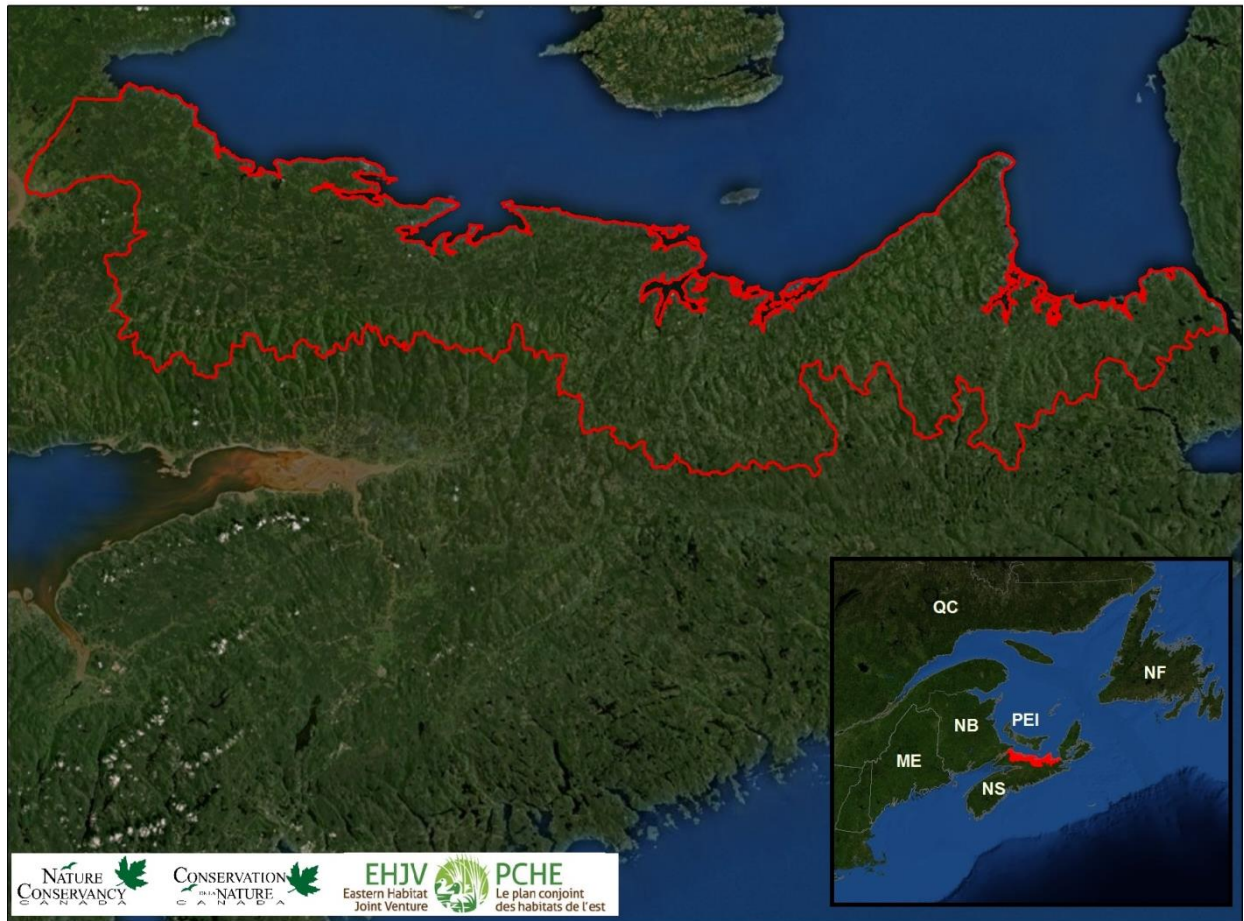 QC
NF
NB
PEI
ME
NS
NATURE
CONSERVANCY
CANADA
CONSERVATION
DE LA NATURE
CANADA
EHJV
Eastern Habitat
Joint Venture
PCHE
Le plan conjoint
des habitats de l'est